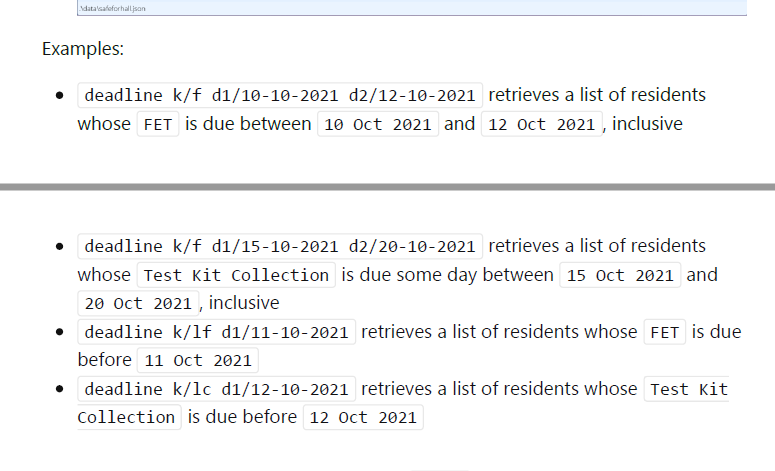 .\data\safeforhall.json
Examples:
deadline k/f d1/10-10-2021 d2/12-10-2021 retrieves a list of residents
whose FET is due between 10 Oct 2021 and 12 Oct 2021 , inclusive
deadline k/f d1/15-10-2021 d2/20-10-2021 retrieves a list of residents
whose Test Kit Collection is due some day between 15 Oct 2021 and
20 Oct 2021 , inclusive
deadline k/lf d1/11-10-2021 retrieves a list of residents whose FET is due
before 11 Oct 2021
deadline k/lc d1/12-10-2021 retrieves a list of residents whose Test Kit
Collection is due before 12 Oct 2021